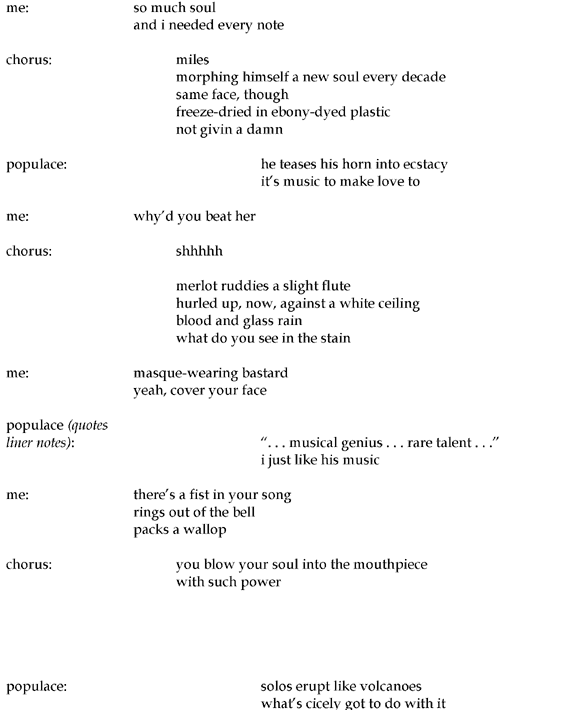 me: so much soul
and i needed every note
chorus: miles
morphing himself a new soul every decade
same face, though
freeze-dried in ebony-dyed plastic
not givin a damn
populace: he teases his horn into ecstacy
it’s music to make love to
me: why’d you beat her
chorus: shhhhh
merlot ruddies a slight flute
hurled up, now, against a white ceiling
blood and glass rain
what do you see in the stain
me: masque-wearing bastard
yeah, cover your face
populace (quotes
liner notes): “. . . musical genius . . . rare talent . . .”
i just like his music
me: there’s a fist in your song
rings out of the bell
packs a wallop
chorus: you blow your soul into the mouthpiece
with such power
populace: solos erupt like volcanoes
what’s cicely got to do with it